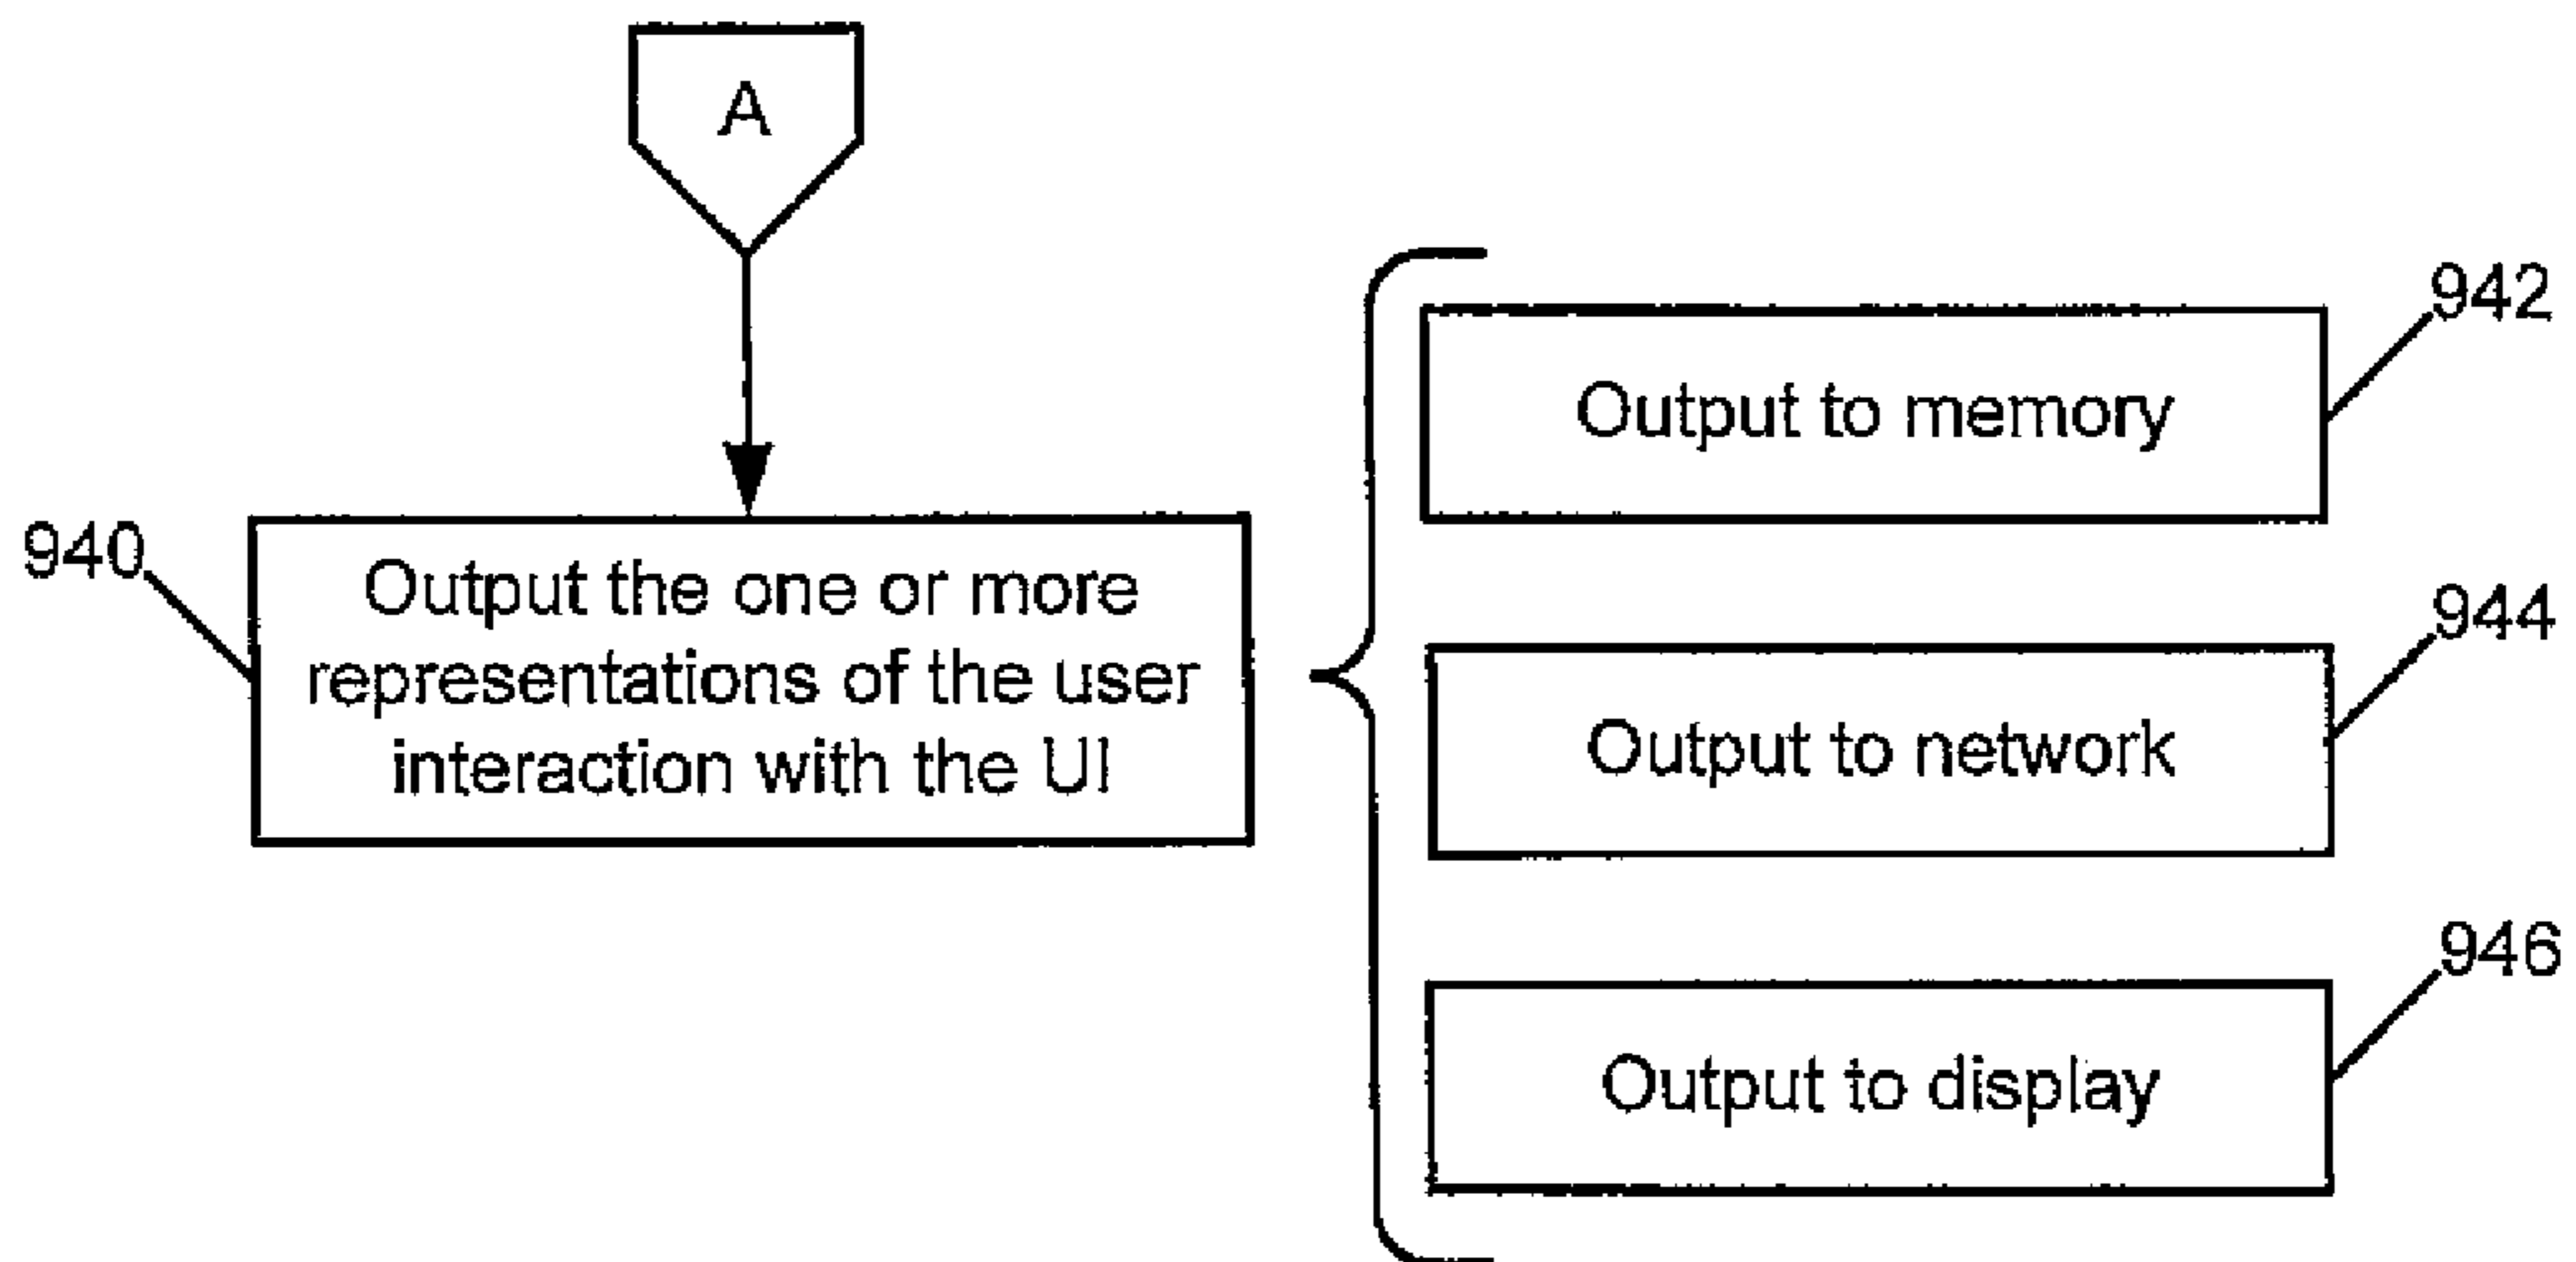 A
940
Output the one or more
representations of the user
interaction with the UI
942
Output to memory
944
Output to network
946
Output to display